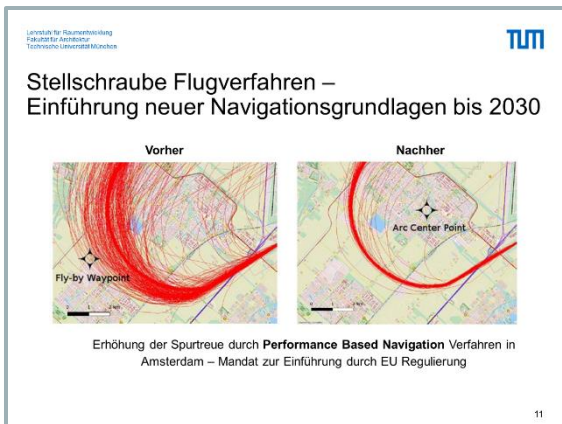 Lehrstuhl für Raumentwicklung
Fakultät für Architektur
Technische Universität München
TUM
Stellschraube Flugverfahren –
Einführung neuer Navigationsgrundlagen bis 2030
Vorher
Nachher
Fly-by Waypoint
Arc Center Point
Erhöhung der Spurtreue durch Performance Based Navigation Verfahren in
Amsterdam – Mandat zur Einführung durch EU Regulierung
11